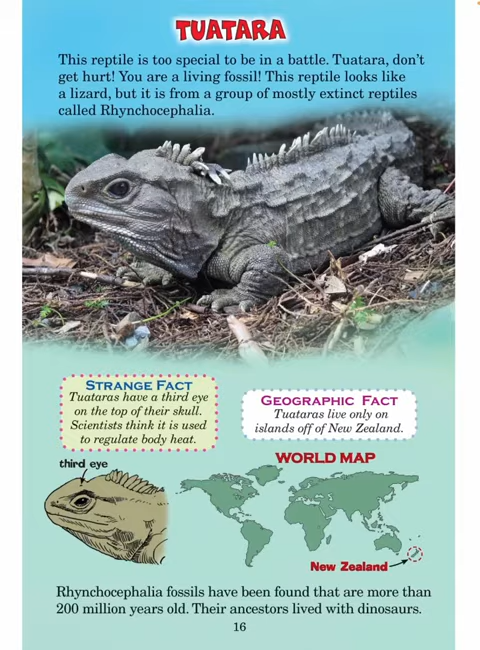 TUATARA
This reptile is too special to be in a battle. Tuatara, don't
get hurt! You are a living fossil! This reptile looks like
a lizard, but it is from a group of mostly extinct reptiles
called Rhynchocephalia.
STRANGE FACT
Tuataras have a third eye
on the top of their skull.
Scientists think it is used
to regulate body heat.
GEOGRAPHIC FACT
Tuataras live only on
islands off of New Zealand.
third eye
WORLD MAP
New Zealand
Rhynchocephalia fossils have been found that are more than
200 million years old. Their ancestors lived with dinosaurs.
16